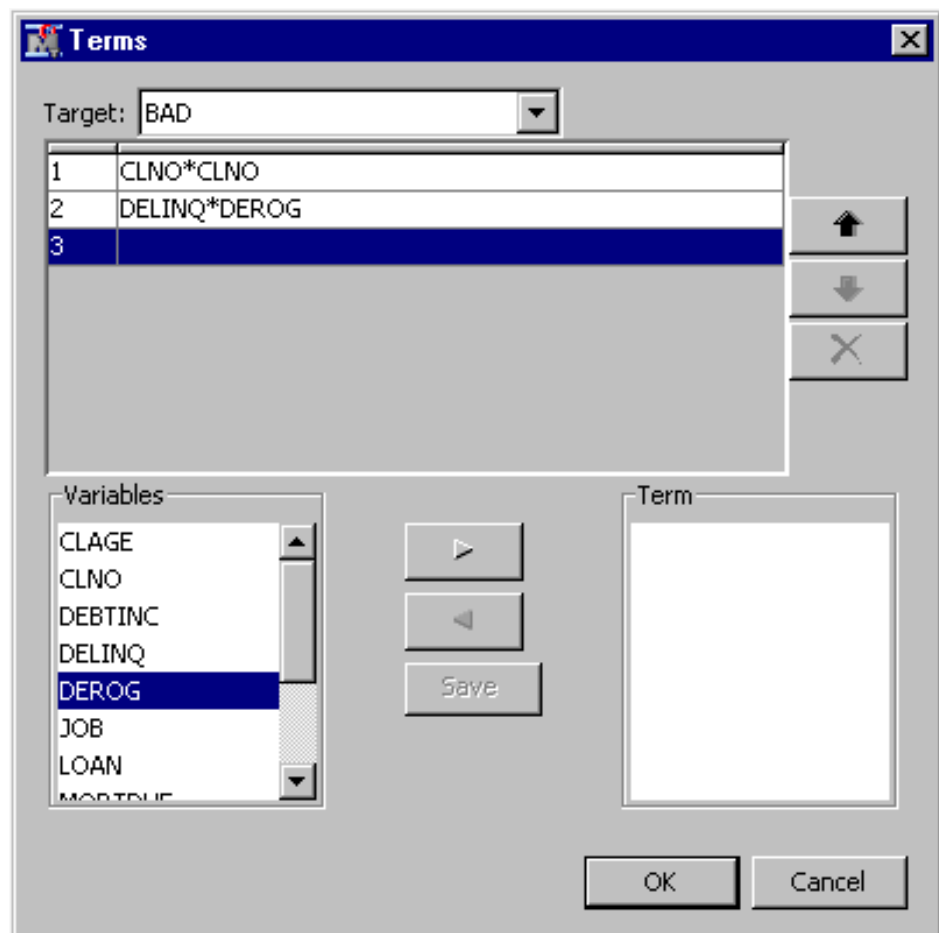 Terms
Target: BAD
1 CLNO*CLNO
2 DELINQ*DEROG
3
Variables
Term
CLAGE
CLNO
DEBTINC
DELINQ
DEROG
JOB
LOAN
Save
OK Cancel